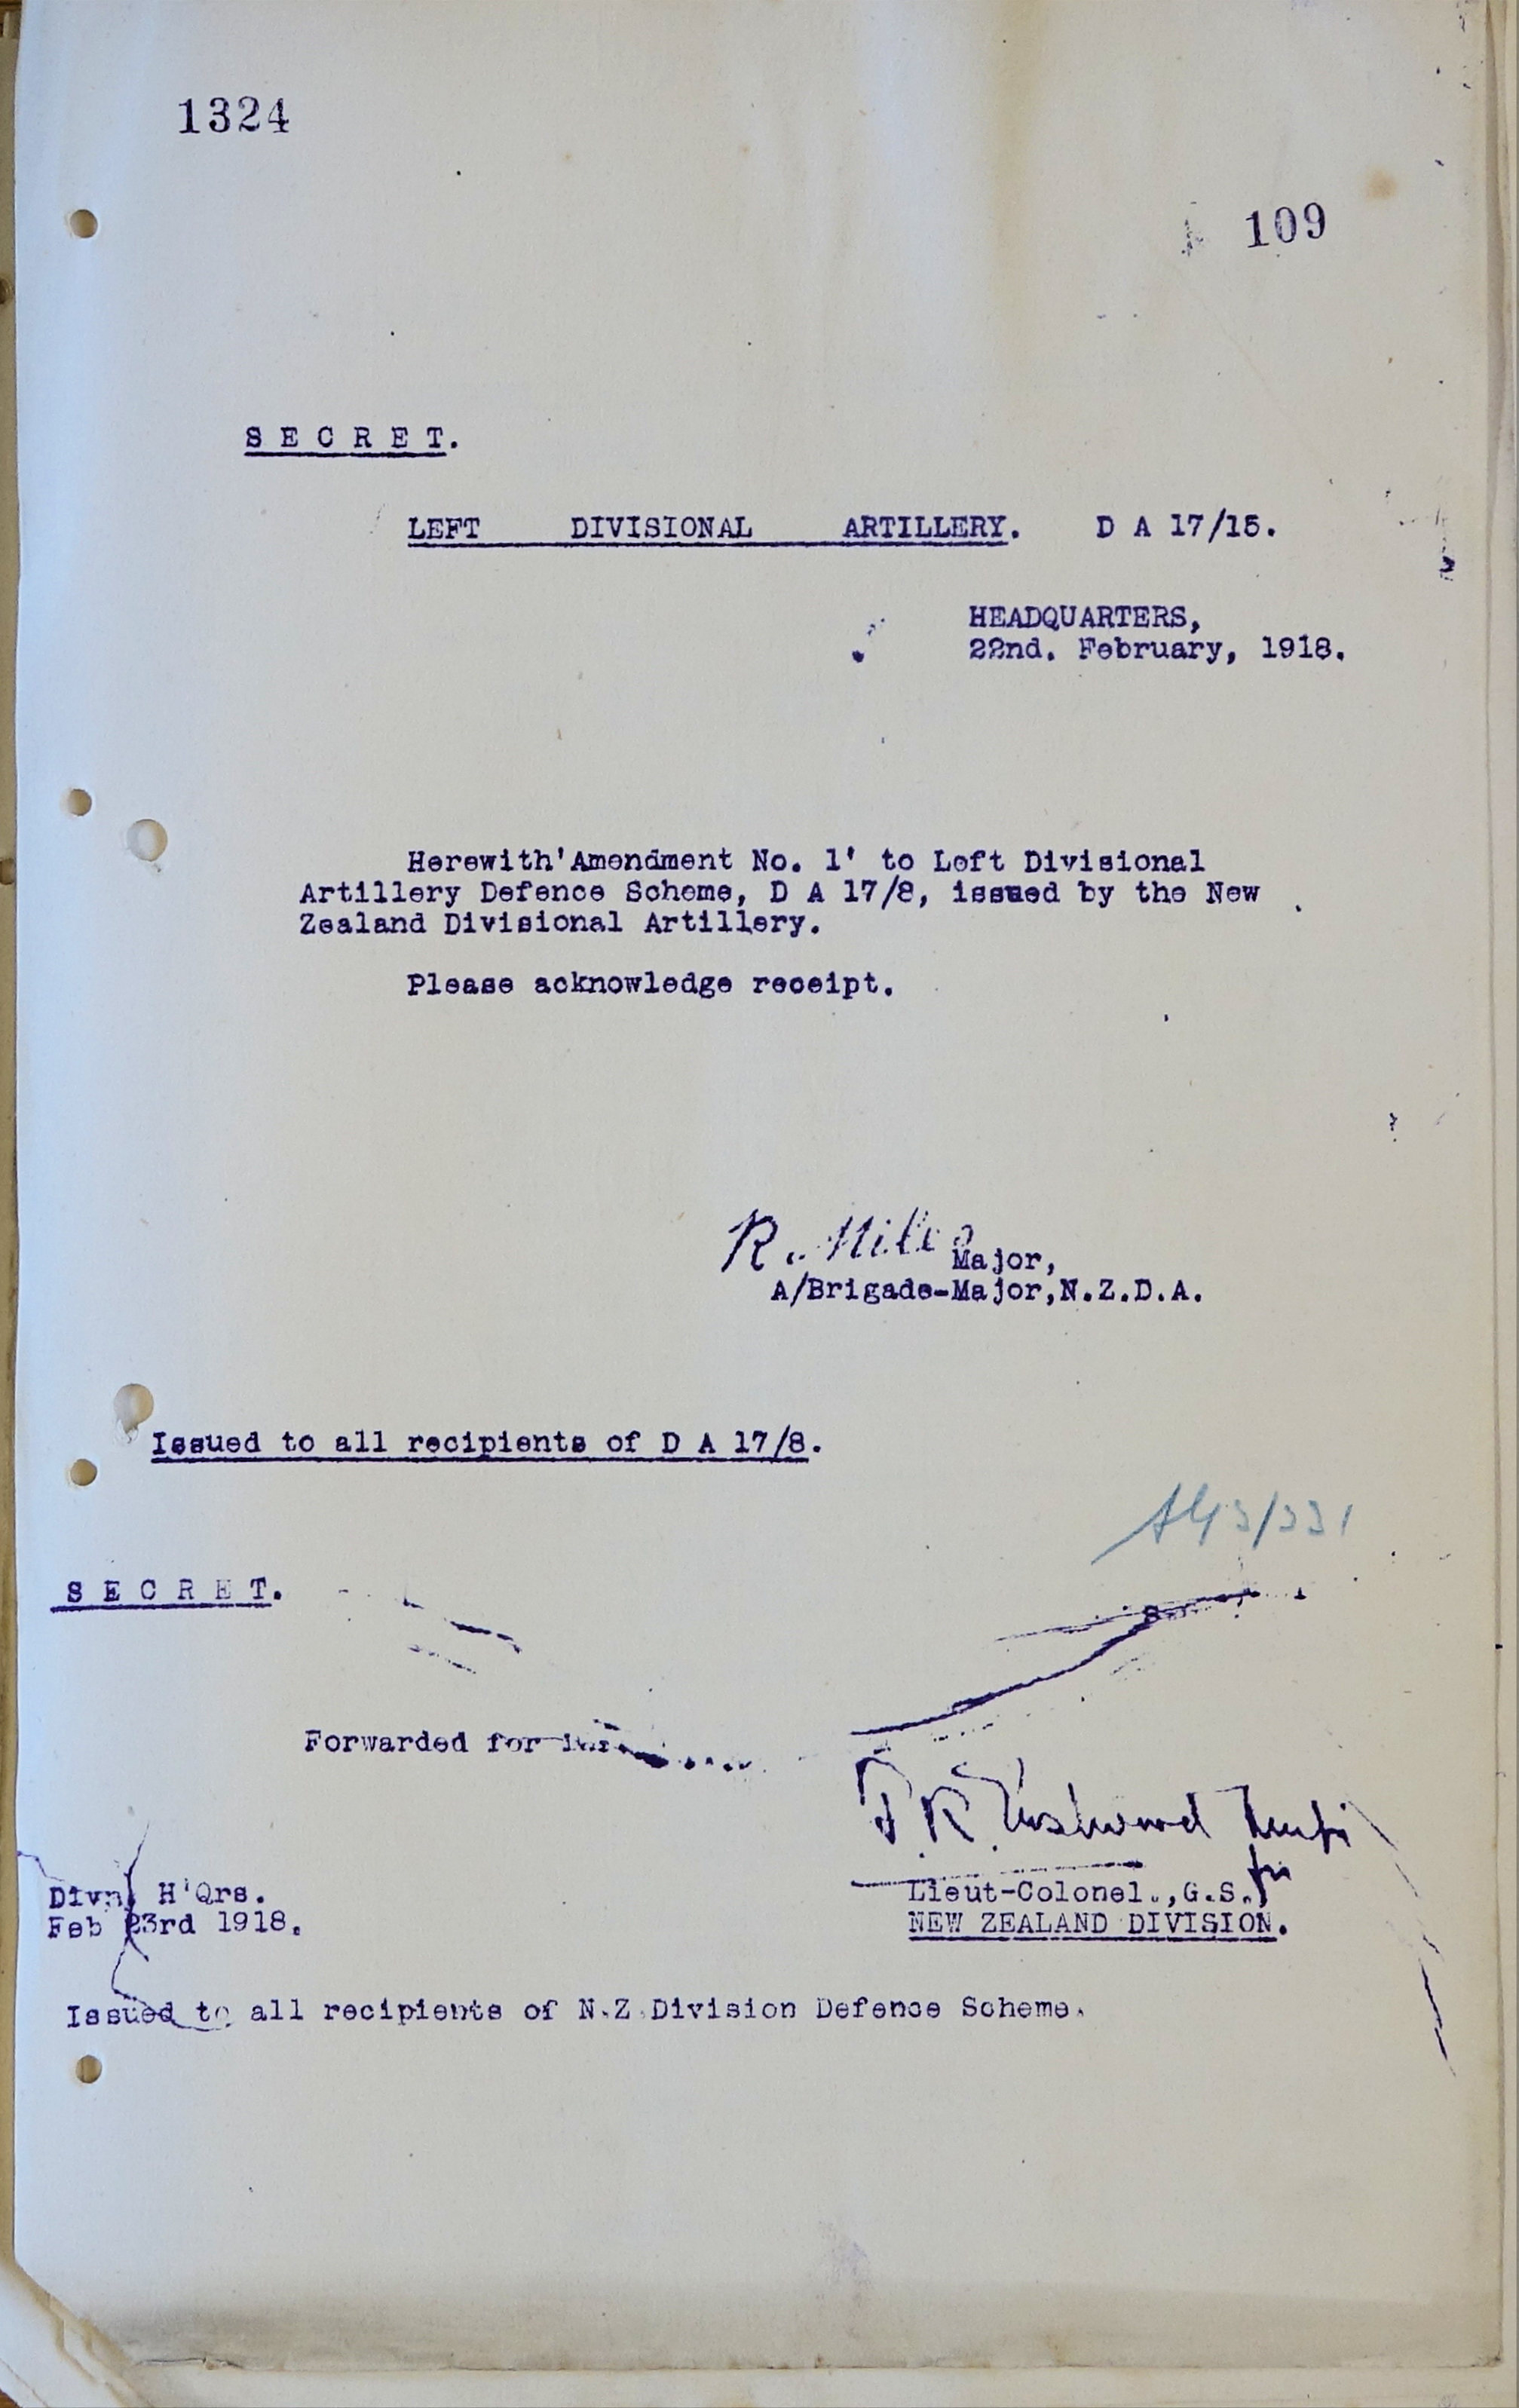 1324
109
S E C R E T.
LEFT DIVISIONAL ARTILLERY. D A 17/15.
HEADQUARTERS,
22nd. February, 1918.
Herewith'Amendment No. 1' to Left Divisional
Artillery Defence Scheme, D A 17/8, issued by the New
Zealand Divisional Artillery.
Please acknowledge receipt.
R. Miles
Major,
A/Brigade-Major,N.Z.D.A.
Issued to all recipients of D A 17/8.
S E C R E T.
Forwarded for
Lieut-Colonel.,G.S.,
Divn. H'Qrs.
Feb 23rd 1918.
NEW ZEALAND DIVISION.
Issued to all recipients of N.Z.Division Defence Scheme.